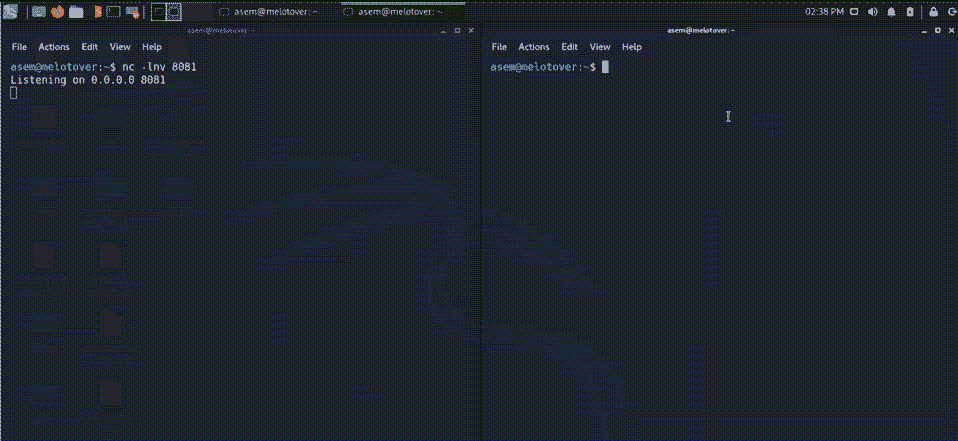 asem@melotover: ~
asem@melotover: ~
02:38 PM
asem@melotover: ~
File Actions Edit View Help
asem@melotover:~$ nc -lnv 8081
Listening on 0.0.0.0 8081
asem@melotover: ~
File Actions Edit View Help
asem@melotover:~$